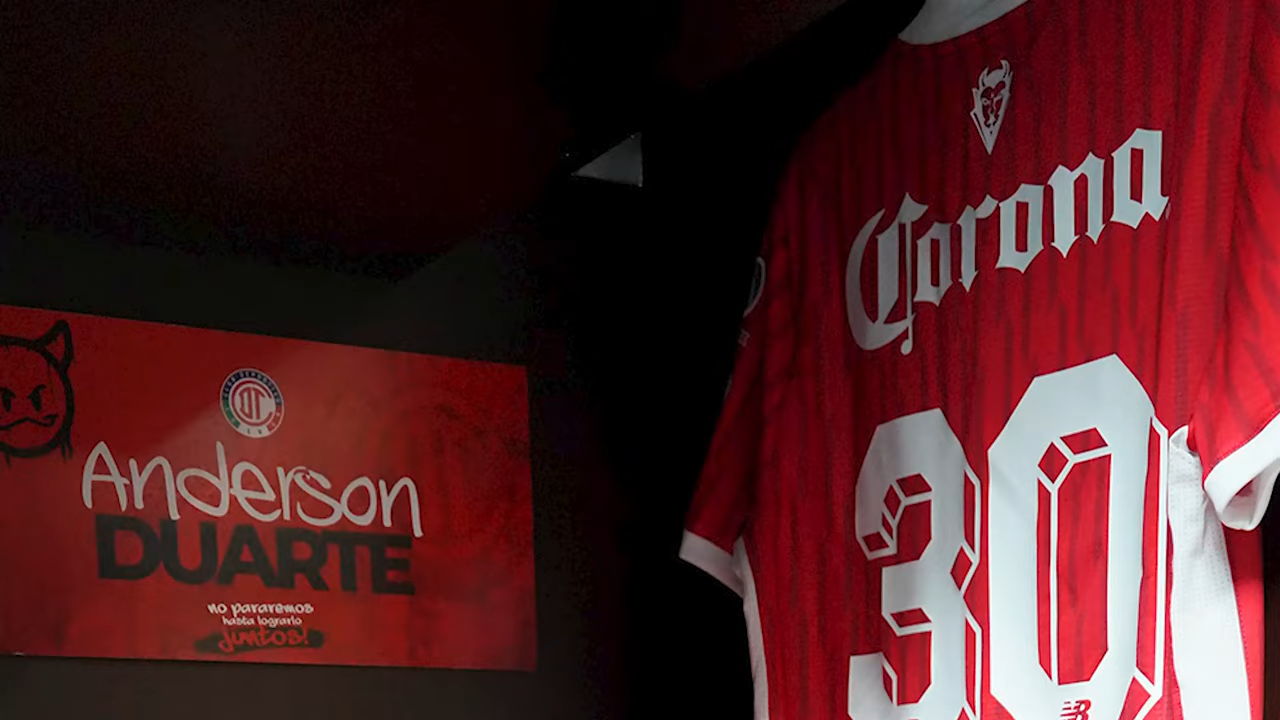 Anderson
DUARTE
no pararemos
hasta lograrlo
juntos!
Corona
30